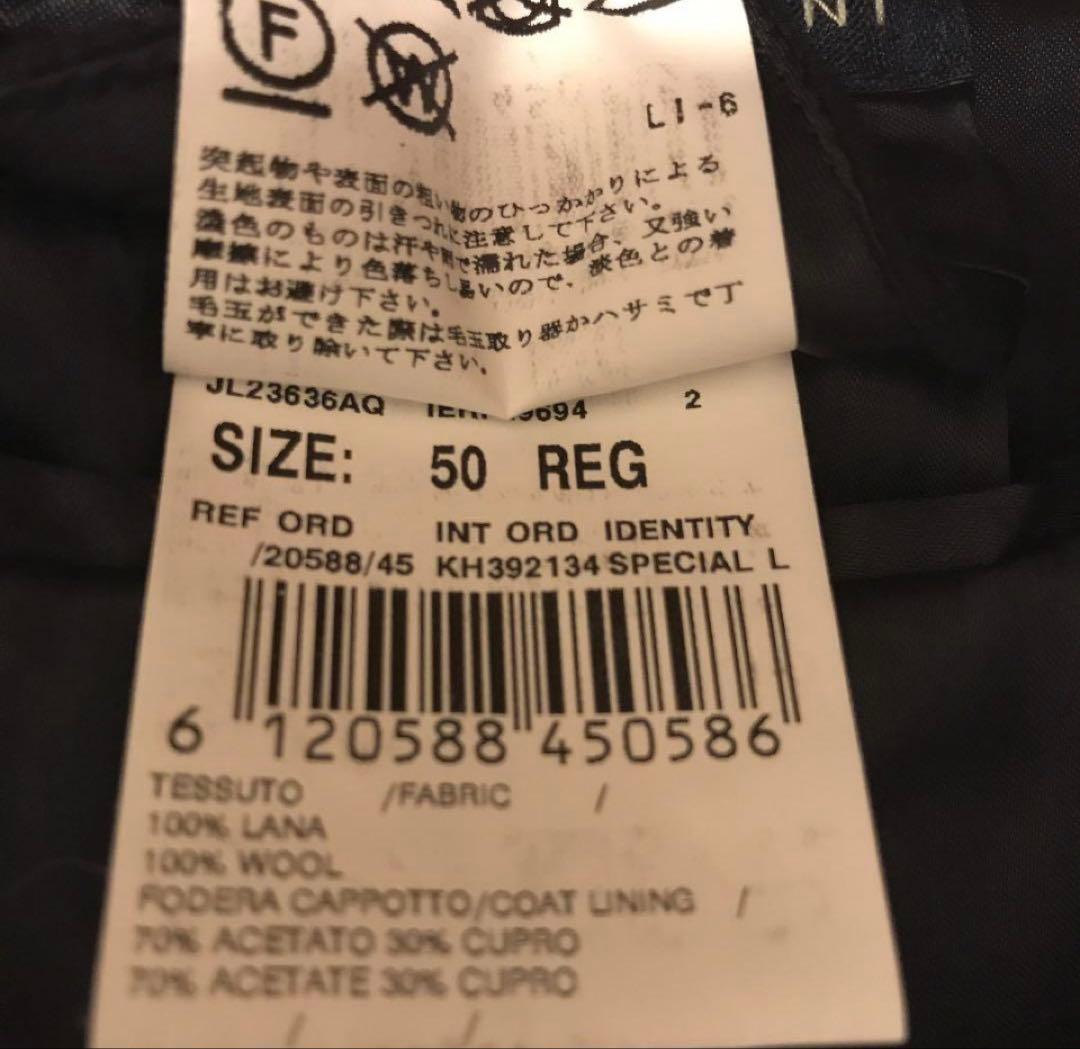 NT
F
W
LI-6
突起物や表面の粗い物のひっかかりによる
生地表面の引きつれに注意して下さい。
濃色のものは汗や雨で濡れた場合、又強い
摩擦により色落ちし易いので、淡色との着
用はお避け下さい。
毛玉ができた際は毛玉取り器かハサミで丁
寧に取り除いて下さい。
JL23636AQ 9694 2
SIZE: 50 REG
REF ORD INT ORD IDENTITY
/20588/45 KH392134 SPECIAL L
6 120588 450586
TESSUTO /FABRIC /
100% LANA
100% WOOL
FODERA CAPPOTTO/COAT LINING /
70% ACETATO 30% CUPRO
70% ACETATE 30% CUPRO
/ /